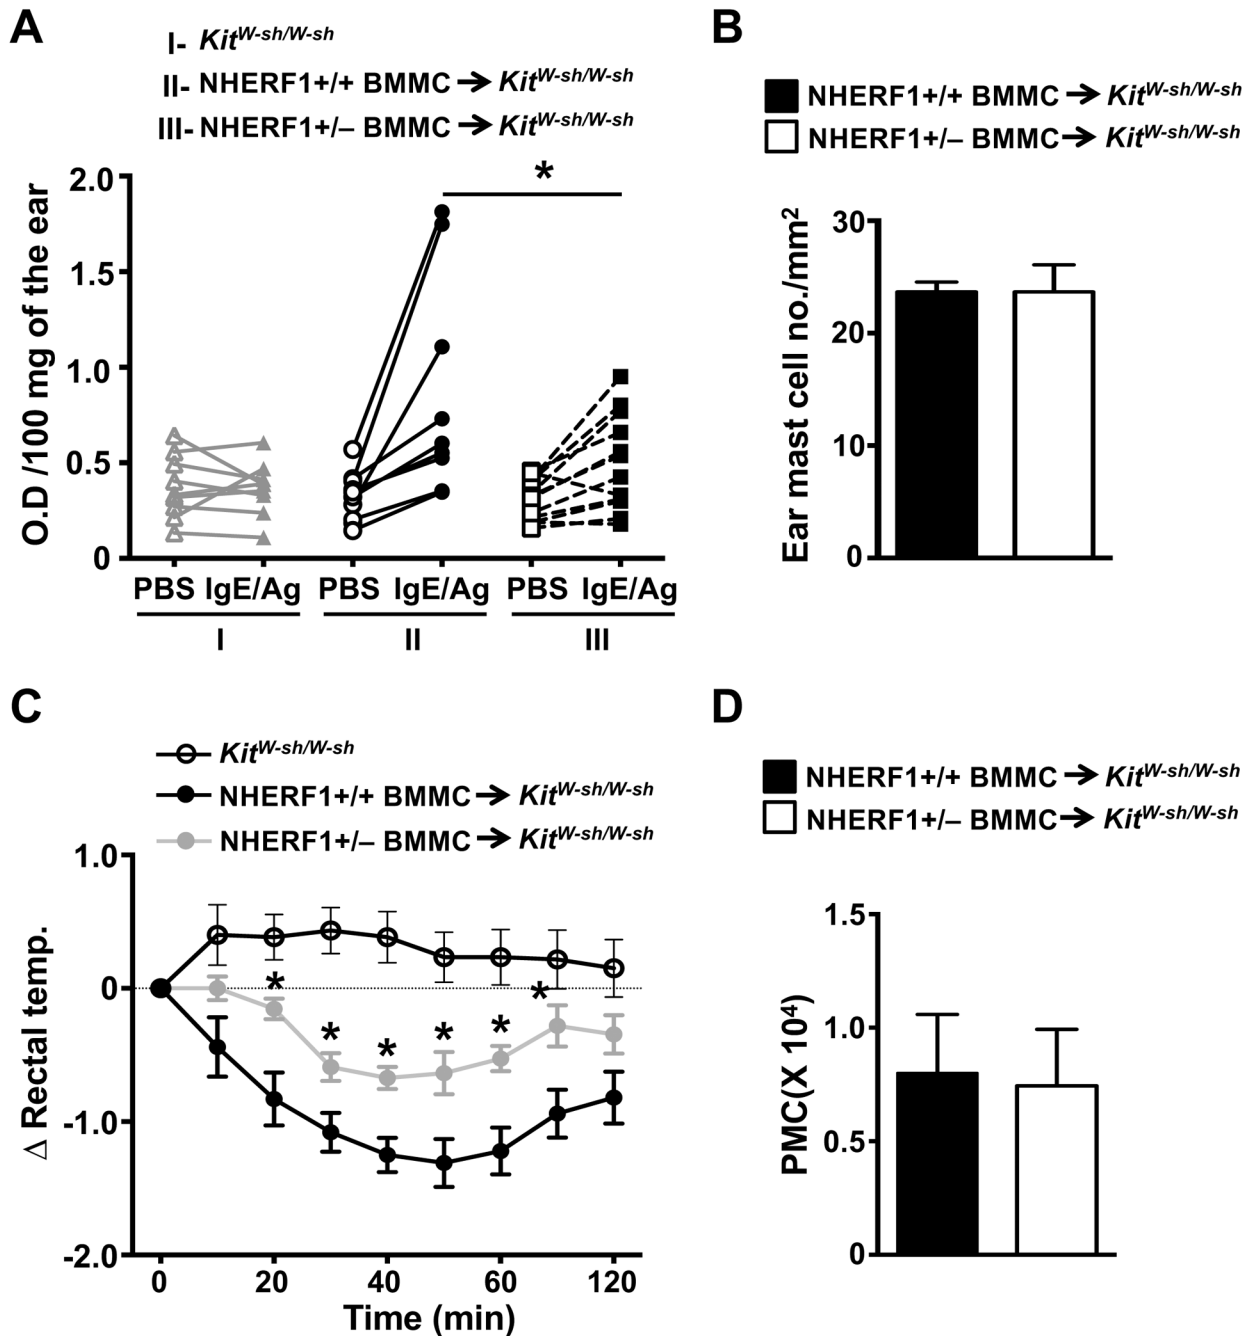 A
I- Kit^W-sh/W-sh
II- NHERF1+/+ BMMC → Kit^W-sh/W-sh
III- NHERF1+/– BMMC → Kit^W-sh/W-sh
O.D /100 mg of the ear
2.0
1.5
1.0
0.5
0
*
PBS IgE/Ag PBS IgE/Ag PBS IgE/Ag
I II III
B
NHERF1+/+ BMMC → Kit^W-sh/W-sh
NHERF1+/– BMMC → Kit^W-sh/W-sh
Ear mast cell no./mm²
30
20
10
0
C
Kit^W-sh/W-sh
NHERF1+/+ BMMC → Kit^W-sh/W-sh
NHERF1+/– BMMC → Kit^W-sh/W-sh
Δ Rectal temp.
1.0
0
-1.0
-2.0
* * * * * *
0 20 40 60 120
Time (min)
D
NHERF1+/+ BMMC → Kit^W-sh/W-sh
NHERF1+/– BMMC → Kit^W-sh/W-sh
PMC(X 10⁴)
1.5
1.0
0.5
0